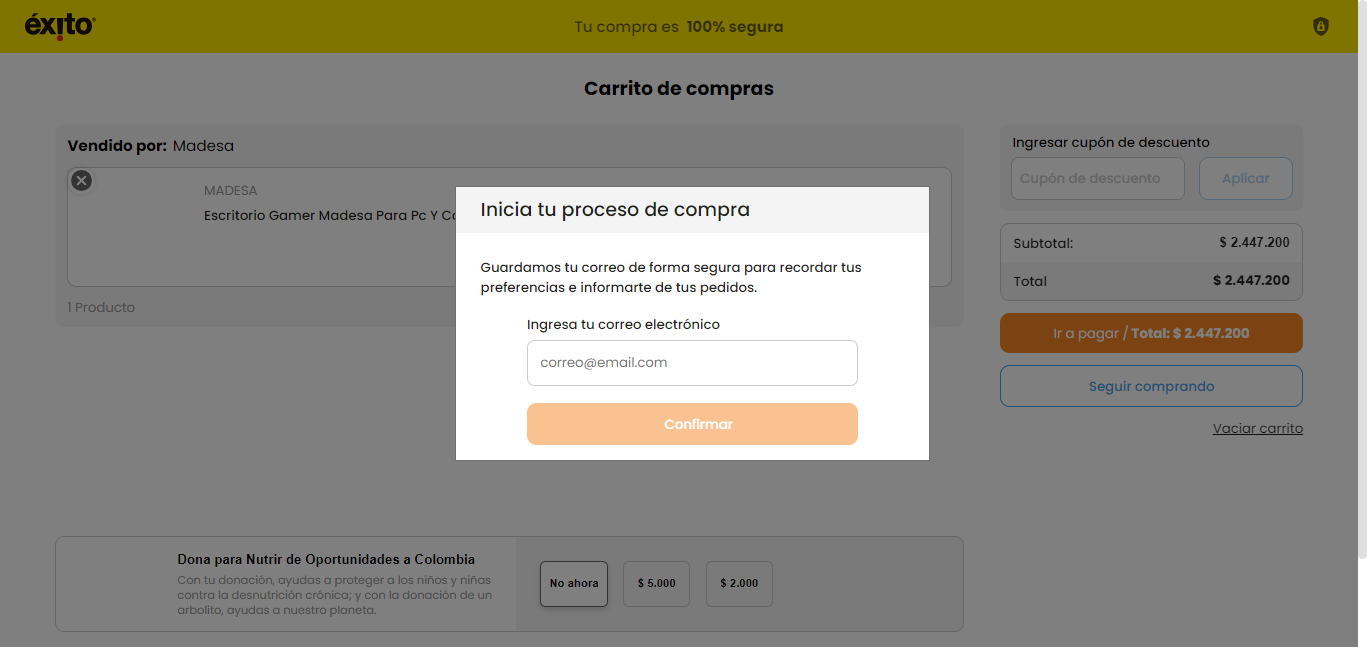 éxito
Tu compra es 100% segura
Carrito de compras
Vendido por: Madesa
MADESA
Escritorio Gamer Madesa Para Pc Y
1 Producto
Inicia tu proceso de compra
Guardamos tu correo de forma segura para recordar tus
preferencias e informarte de tus pedidos.
Ingresa tu correo electrónico
correo@email.com
Confirmar
Ingresar cupón de descuento
Cupón de descuento
Aplicar
Subtotal: $ 2.447.200
Total $ 2.447.200
Ir a pagar / Total: $ 2.447.200
Seguir comprando
Vaciar carrito
Dona para Nutrir de Oportunidades a Colombia
Con tu donación, ayudas a proteger a los niños y niñas
contra la desnutrición crónica; y con la donación de un
arbolito, ayudas a nuestro planeta.
No ahora
$ 5.000
$ 2.000